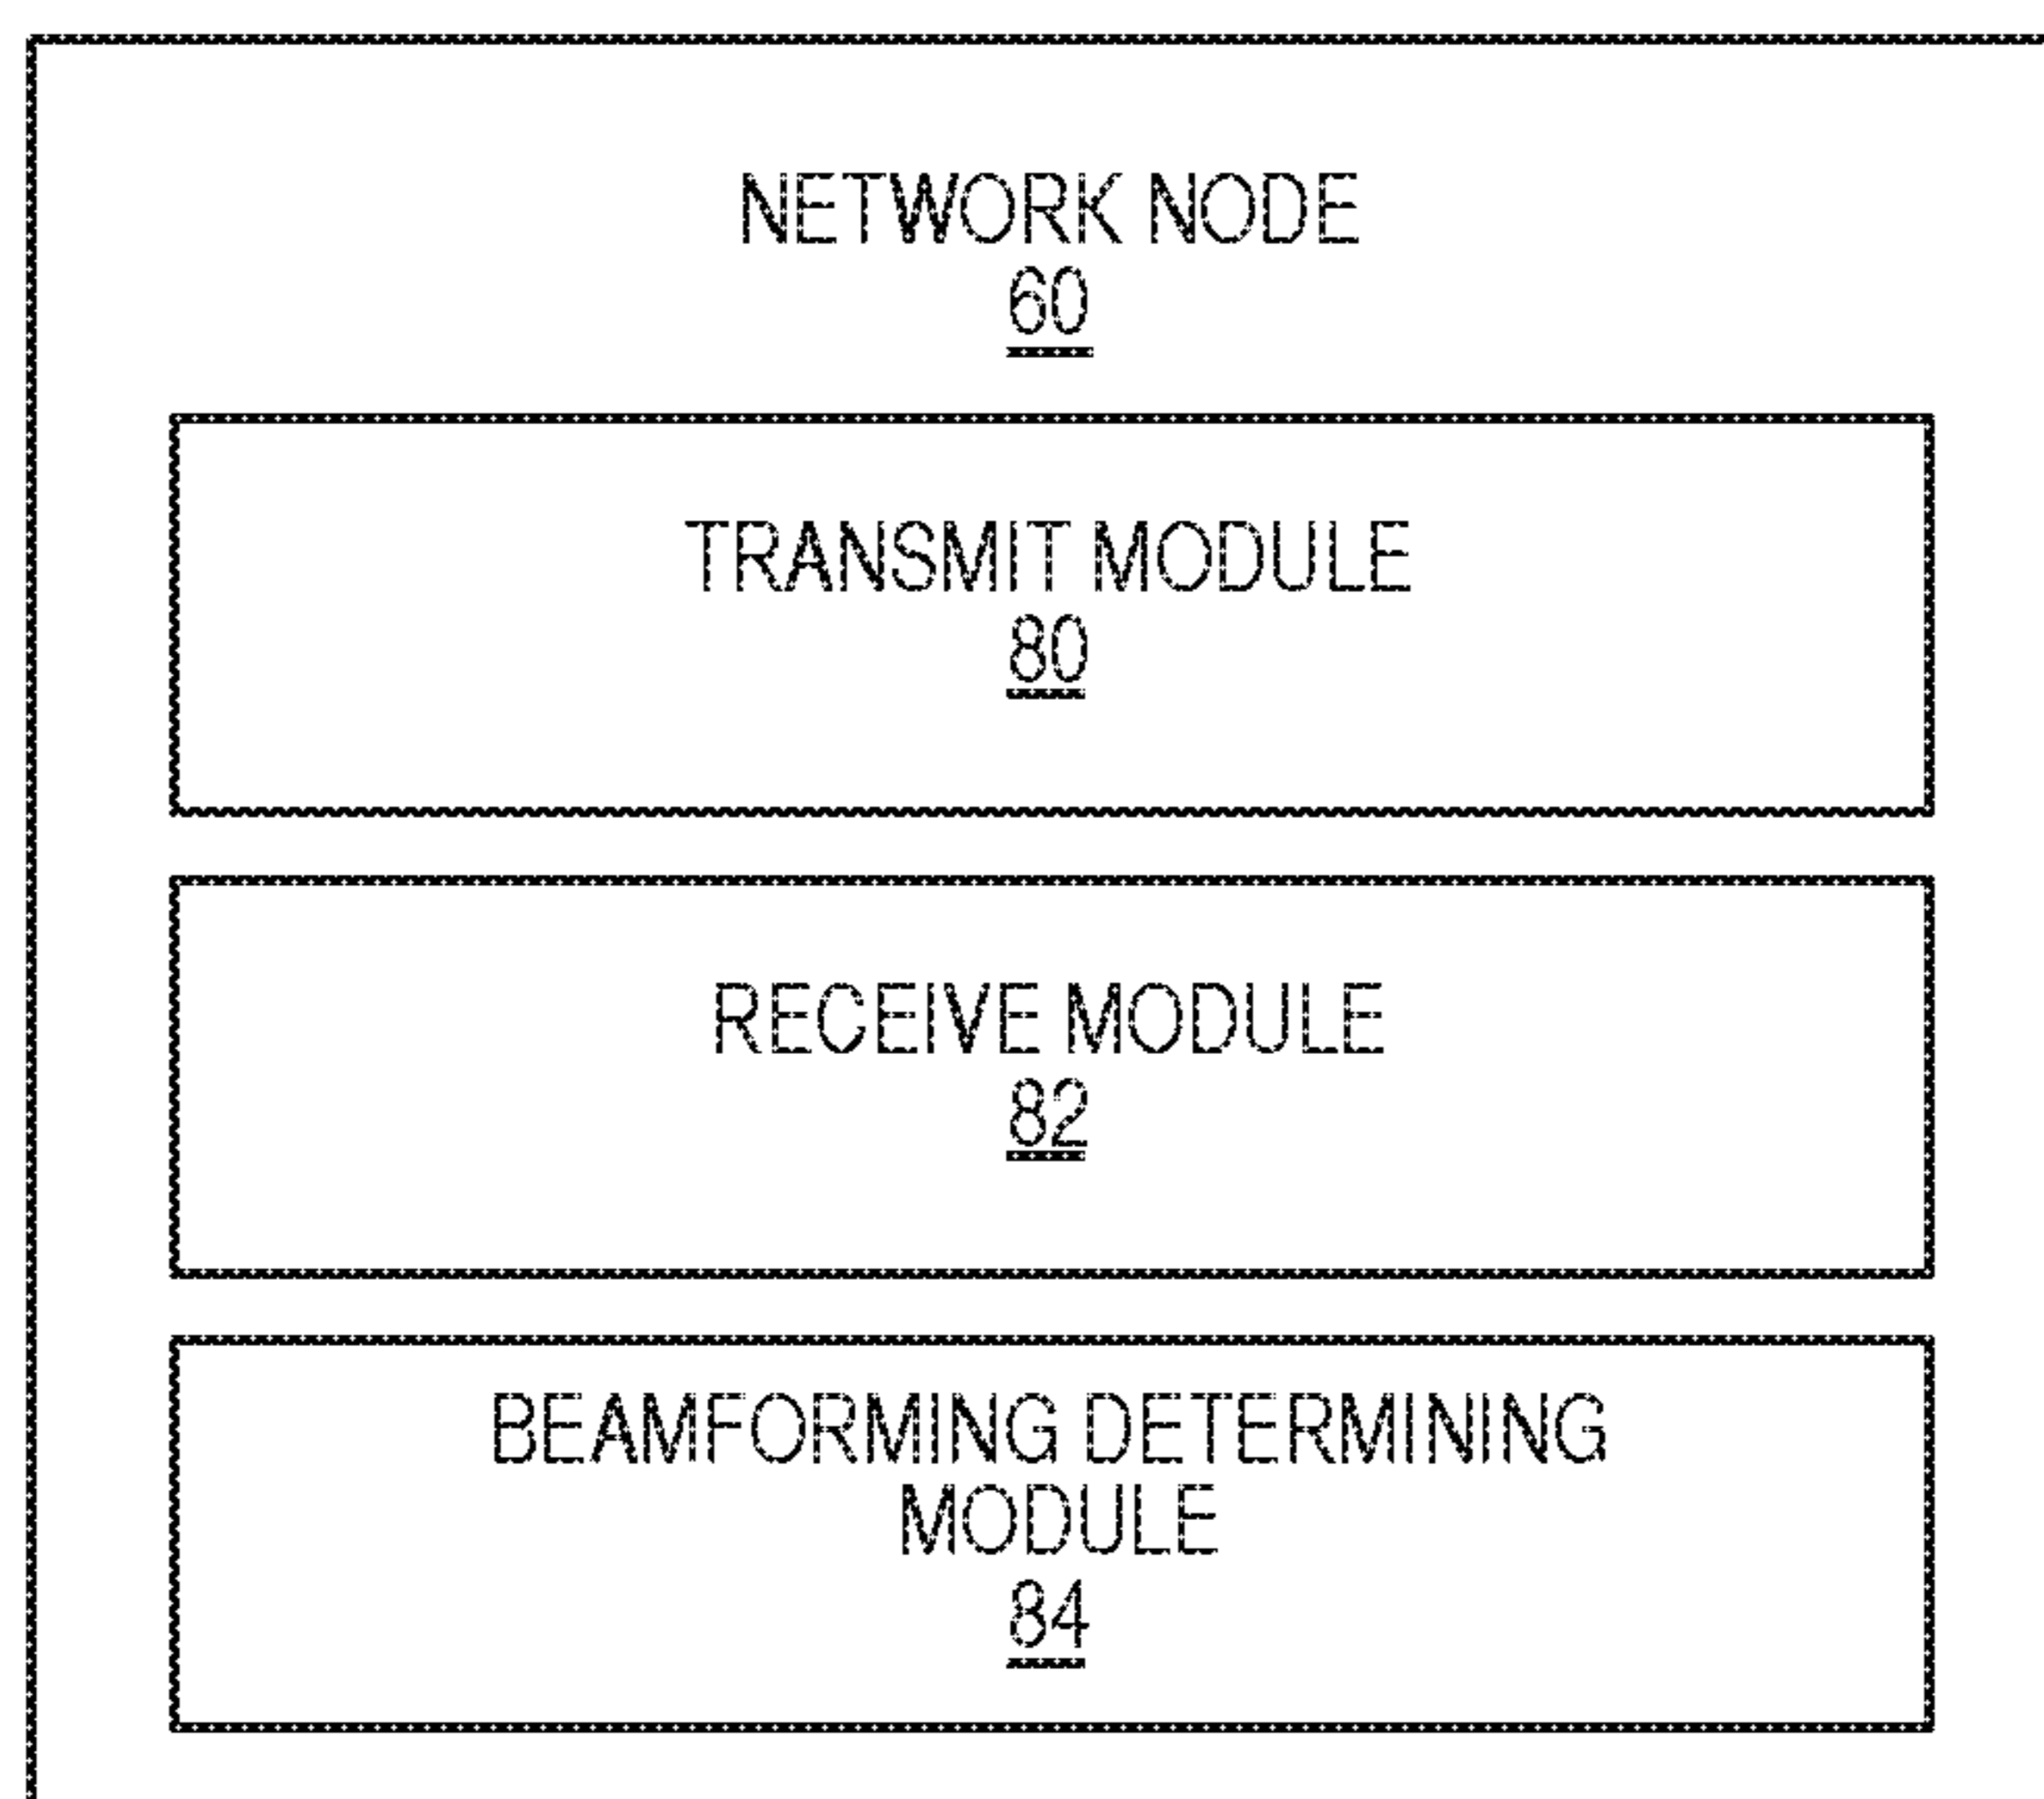 NETWORK NODE
60
TRANSMIT MODULE
80
RECEIVE MODULE
82
BEAMFORMING DETERMINING
MODULE
84